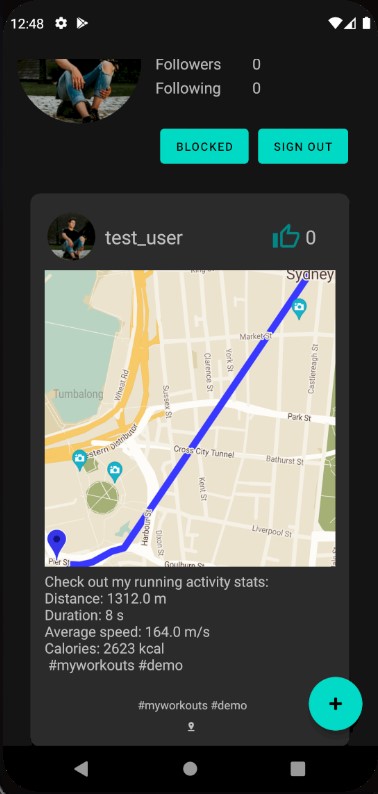 12:48
Followers 0
Following 0
BLOCKED SIGN OUT
test_user 0
Sydney
Market St
York St
Clarence St
Castlereagh St
Wheat Rd
Tumbalong
Sussex St
Park St
Western Distributor
Cross City Tunnel
Bathurst St
Kent St
Harbour St
Liverpool St
Dixon St
Pier St
Goulburn St
Check out my running activity stats:
Distance: 1312.0 m
Duration: 8 s
Average speed: 164.0 m/s
Calories: 2623 kcal
#myworkouts #demo
#myworkouts #demo
+